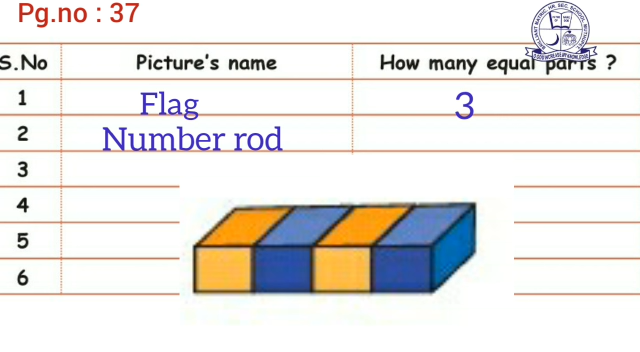 Pg.no : 37
S.No Picture's name How many equal parts ?
1 Flag 3
2 Number rod
3
4
5
6